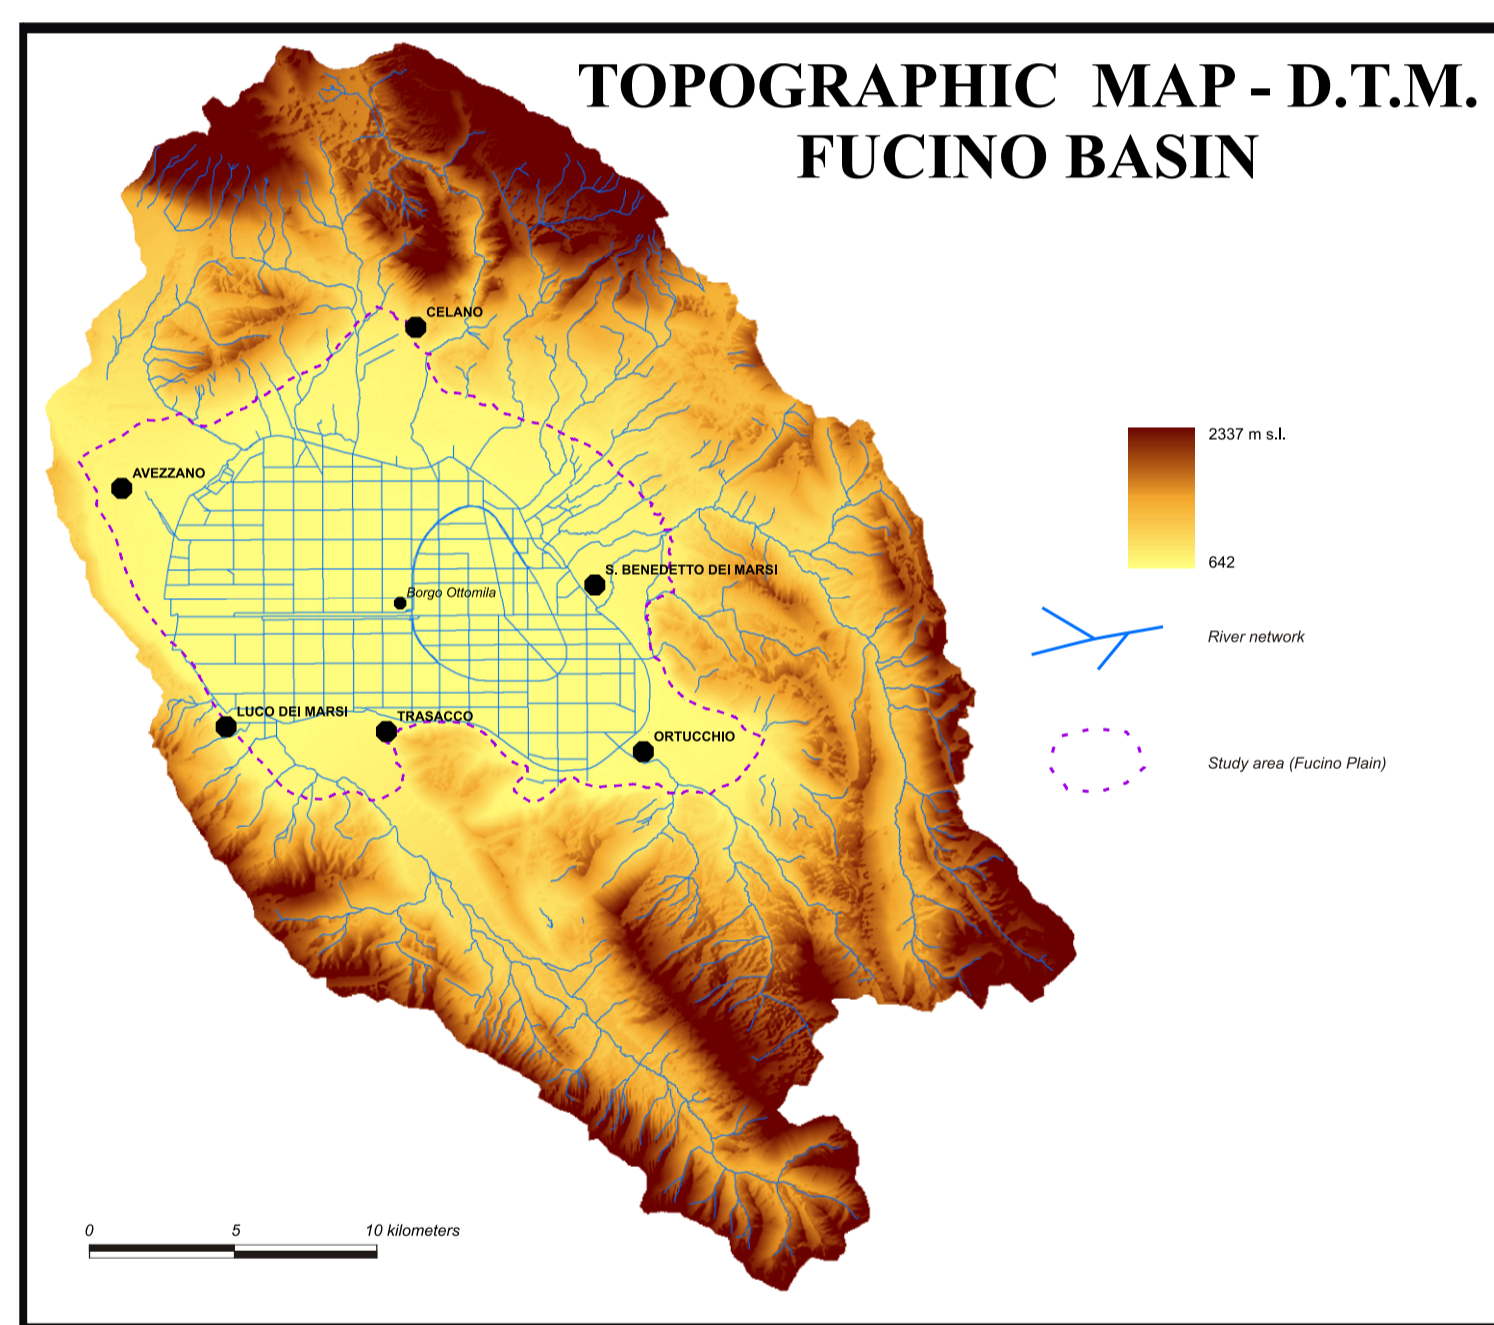 TOPOGRAPHIC MAP - D.T.M.
FUCINO BASIN
CELANO
2337 m s.l.
AVEZZANO
642
S. BENEDETTO DEI MARSI
Borgo Ottomila
River network
LUCO DEI MARSI
TRASACCO
ORTUCCHIO
Study area (Fucino Plain)
0 5 10 kilometers